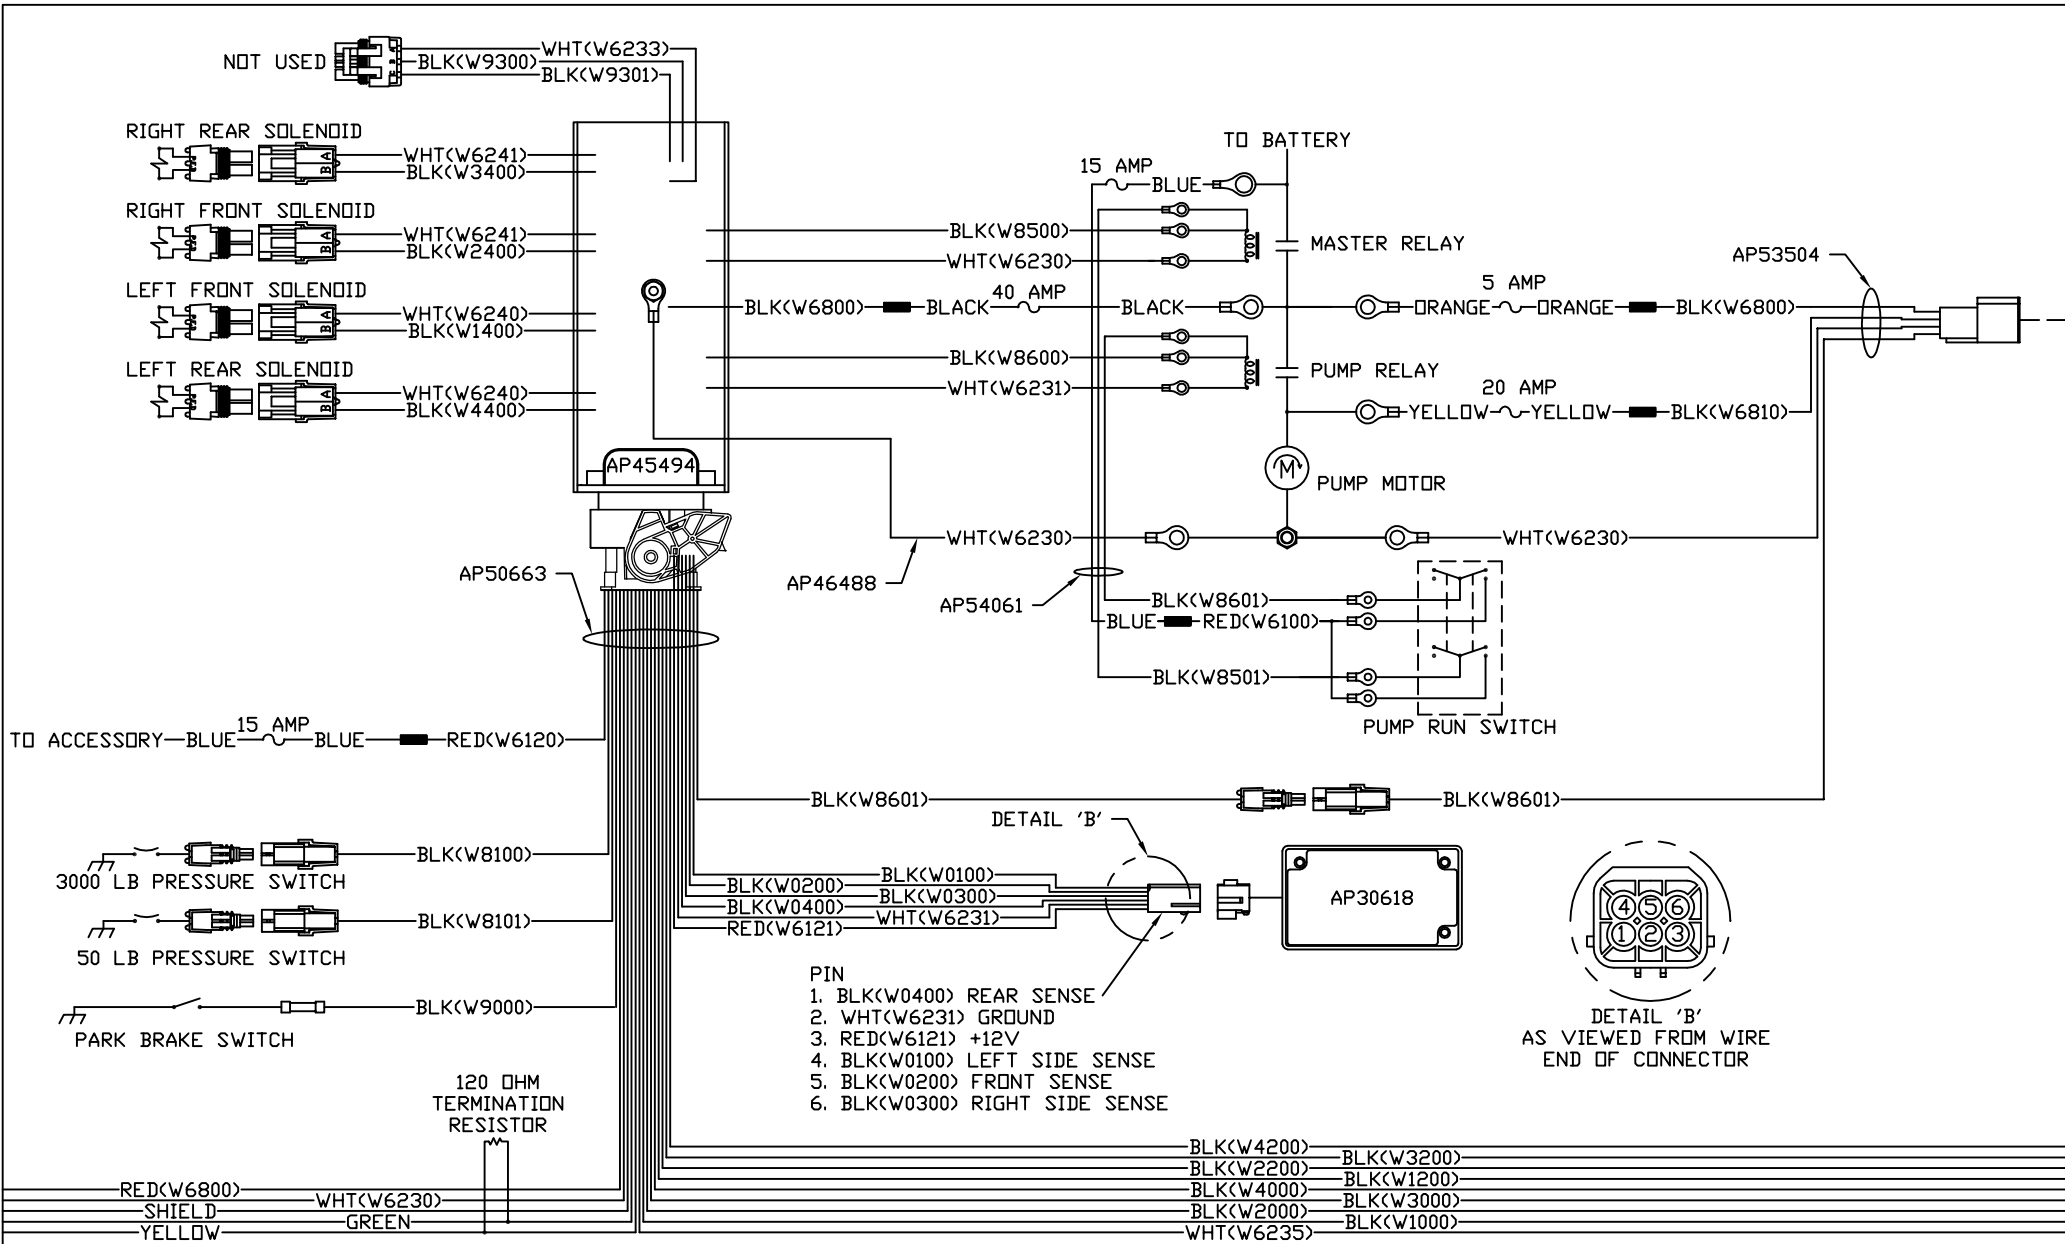 NOT USED
WHT(W6233)
BLK(W9300)
BLK(W9301)
RIGHT REAR SOLENOID
A
B
WHT(W6241)
BLK(W3400)
RIGHT FRONT SOLENOID
A
B
WHT(W6241)
BLK(W2400)
LEFT FRONT SOLENOID
A
B
WHT(W6240)
BLK(W1400)
LEFT REAR SOLENOID
A
B
WHT(W6240)
BLK(W4400)
AP45494
TO BATTERY
15 AMP
BLUE
BLK(W8500)
WHT(W6230)
MASTER RELAY
BLK(W6800) BLACK 40 AMP BLACK
5 AMP
ORANGE ORANGE BLK(W6800)
AP53504
BLK(W8600)
WHT(W6231)
PUMP RELAY
20 AMP
YELLOW YELLOW BLK(W6810)
M
PUMP MOTOR
WHT(W6230)
WHT(W6230)
AP50663
AP46488
AP54061
BLK(W8601)
BLUE RED(W6100)
BLK(W8501)
PUMP RUN SWITCH
TO ACCESSORY BLUE 15 AMP BLUE RED(W6120)
BLK(W8601)
BLK(W8601)
DETAIL 'B'
BLK(W8100)
3000 LB PRESSURE SWITCH
BLK(W8101)
50 LB PRESSURE SWITCH
BLK(W9000)
PARK BRAKE SWITCH
BLK(W0100)
BLK(W0200)
BLK(W0300)
BLK(W0400)
WHT(W6231)
RED(W6121)
AP30618
PIN
1. BLK(W0400) REAR SENSE
2. WHT(W6231) GROUND
3. RED(W6121) +12V
4. BLK(W0100) LEFT SIDE SENSE
5. BLK(W0200) FRONT SENSE
6. BLK(W0300) RIGHT SIDE SENSE
4 5 6
1 2 3
DETAIL 'B'
AS VIEWED FROM WIRE
END OF CONNECTOR
120 OHM
TERMINATION
RESISTOR
RED(W6800)
WHT(W6230)
SHIELD
GREEN
YELLOW
BLK(W4200)
BLK(W3200)
BLK(W2200)
BLK(W1200)
BLK(W4000)
BLK(W3000)
BLK(W2000)
BLK(W1000)
WHT(W6235)